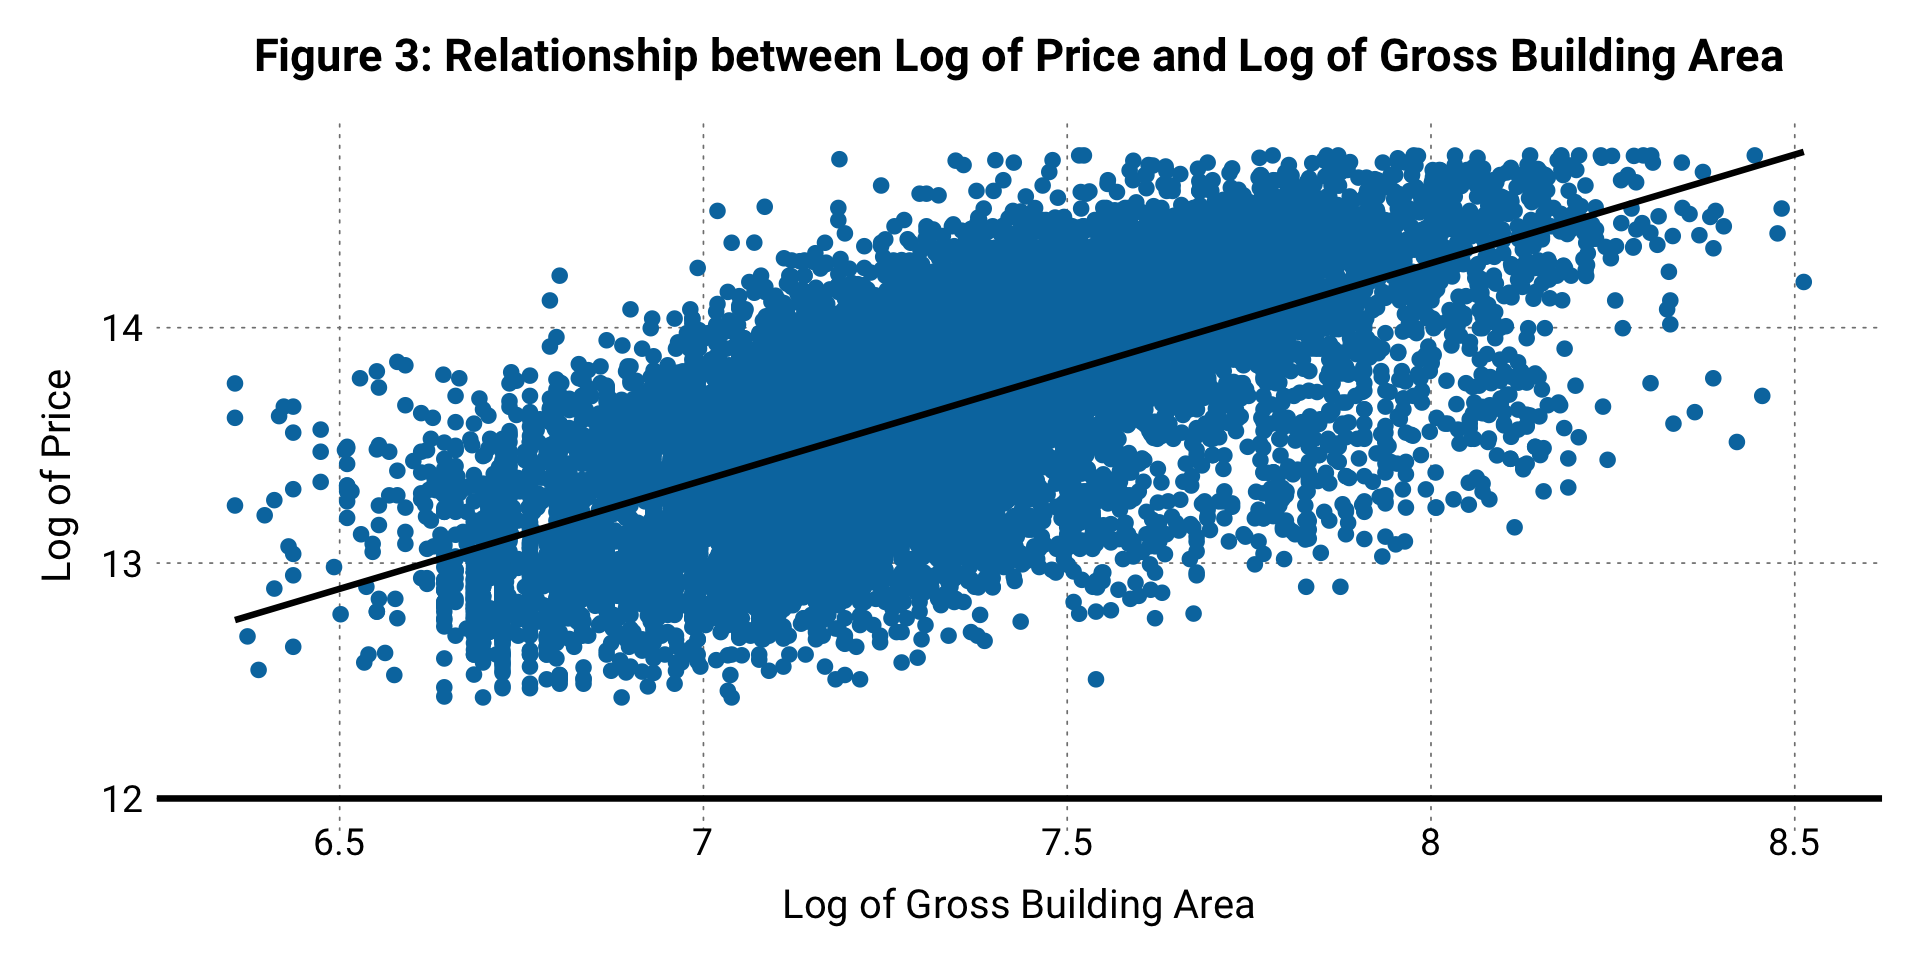 Figure 3: Relationship between Log of Price and Log of Gross Building Area
Log of Price
14
13
12
6.5 7 7.5 8 8.5
Log of Gross Building Area